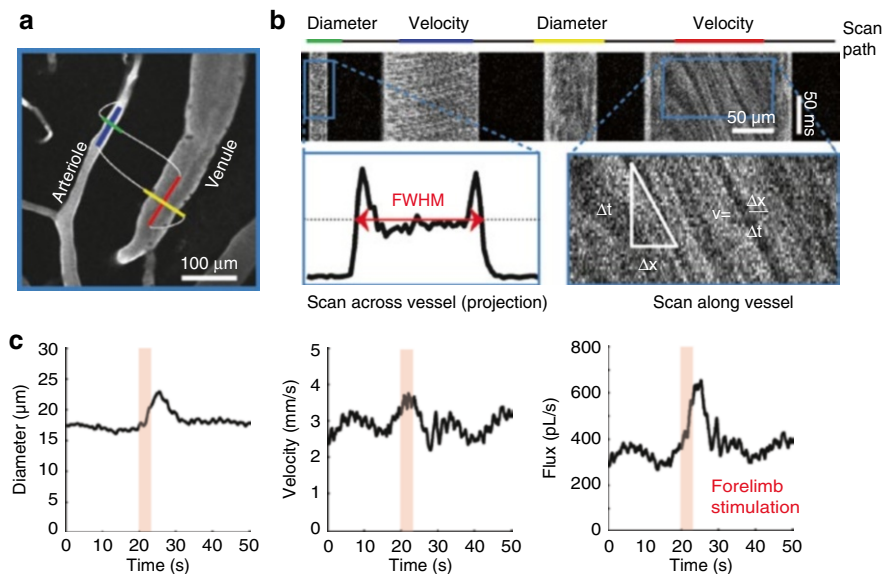 a
Arteriole
Venule
100 μm
b
Diameter Velocity Diameter Velocity
Scan path
50 μm
50 ms
FWHM
Δt
Δx
v= Δx
Δt
Scan across vessel (projection)
Scan along vessel
c
Diameter (μm)
30
25
20
15
10
5
0
0 10 20 30 40 50
Time (s)
Velocity (mm/s)
5
4
3
2
1
0
0 10 20 30 40 50
Time (s)
Flux (pL/s)
800
600
400
200
0
Forelimb
stimulation
0 10 20 30 40 50
Time (s)